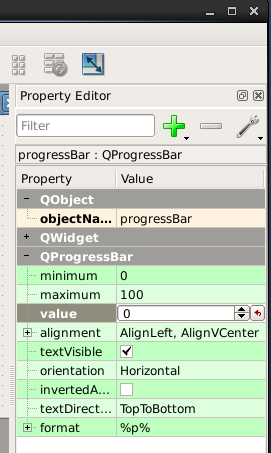 Property Editor
Filter
progressBar : QProgressBar
Property Value
QObject
objectNa... progressBar
QWidget
QProgressBar
minimum 0
maximum 100
value 0
alignment AlignLeft, AlignVCenter
textVisible
orientation Horizontal
invertedA...
textDirect... TopToBottom
format %p%